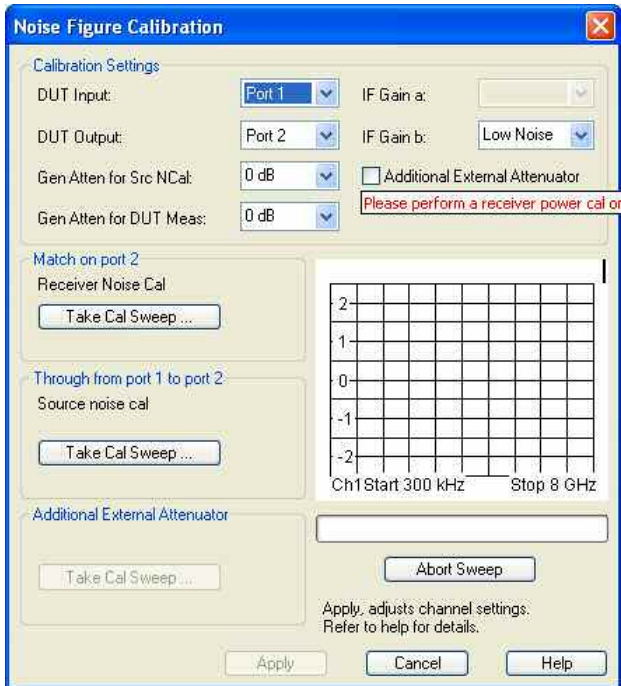 Noise Figure Calibration
Calibration Settings
DUT Input: Port 1 IF Gain a:
DUT Output: Port 2 IF Gain b: Low Noise
Gen Atten for Src NCal: 0 dB Additional External Attenuator
Gen Atten for DUT Meas: 0 dB Please perform a receiver power cal or
Match on port 2
Receiver Noise Cal
Take Cal Sweep ...
Through from port 1 to port 2
Source noise cal
Take Cal Sweep ...
2
1
0
-1
-2
Ch1 Start 300 kHz Stop 8 GHz
Additional External Attenuator
Take Cal Sweep ...
Abort Sweep
Apply, adjusts channel settings.
Refer to help for details.
Apply Cancel Help